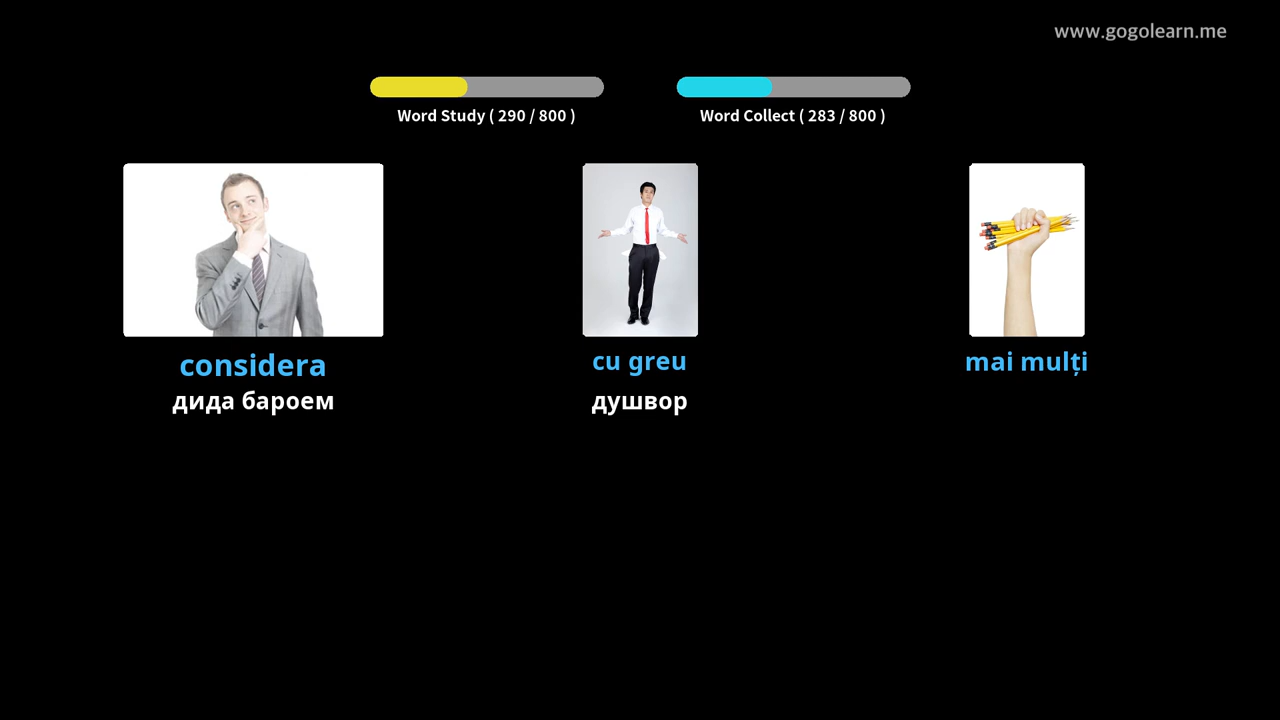 www.gogolearn.me
Word Study ( 290 / 800 )
Word Collect ( 283 / 800 )
considera
дида бароем
cu greu
душвор
mai mulți